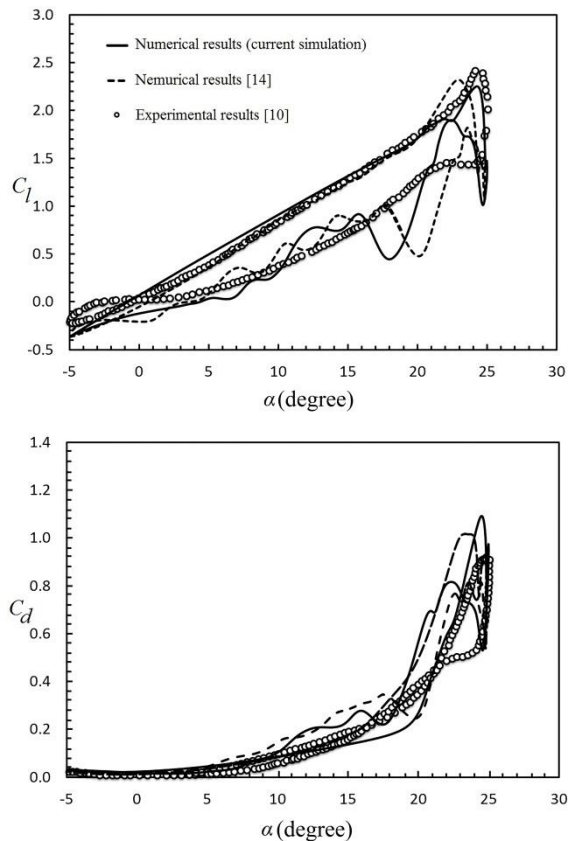 3.0
Numerical results (current simulation)
2.5
Nemurical results [14]
2.0
Experimental results [10]
1.5
C_l
1.0
0.5
0.0
-0.5
-5 0 5 10 15 20 25 30
α (degree)
1.4
1.2
1.0
0.8
C_d
0.6
0.4
0.2
0.0
-5 0 5 10 15 20 25 30
α (degree)